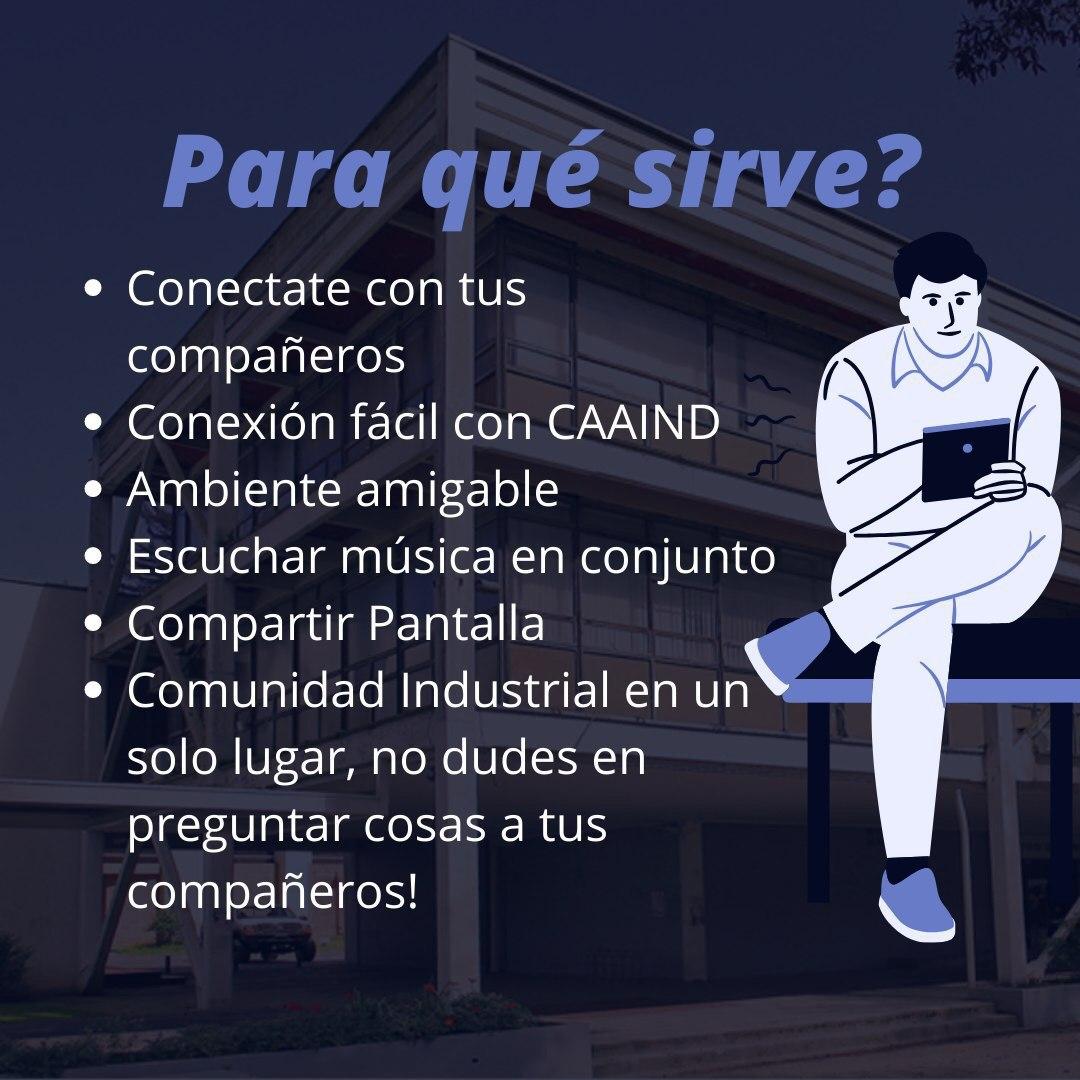 Para qué sirve?
• Conectate con tus
compañeros
• Conexión fácil con CAAIND
• Ambiente amigable
• Escuchar música en conjunto
• Compartir Pantalla
• Comunidad Industrial en un
solo lugar, no dudes en
preguntar cosas a tus
compañeros!